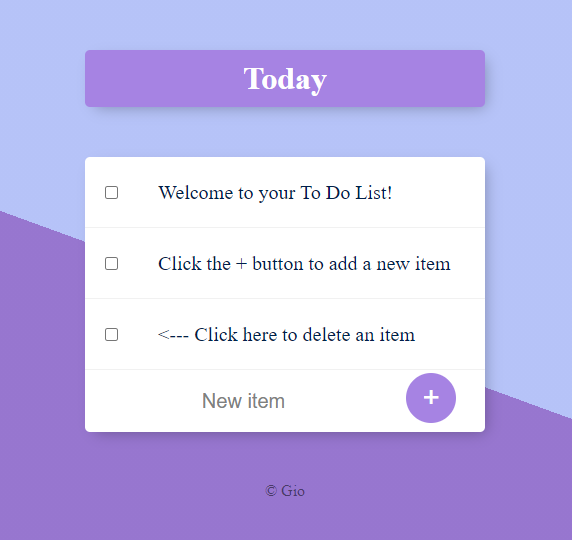 Today
Welcome to your To Do List!
Click the + button to add a new item
<--- Click here to delete an item
New item +
© Gio